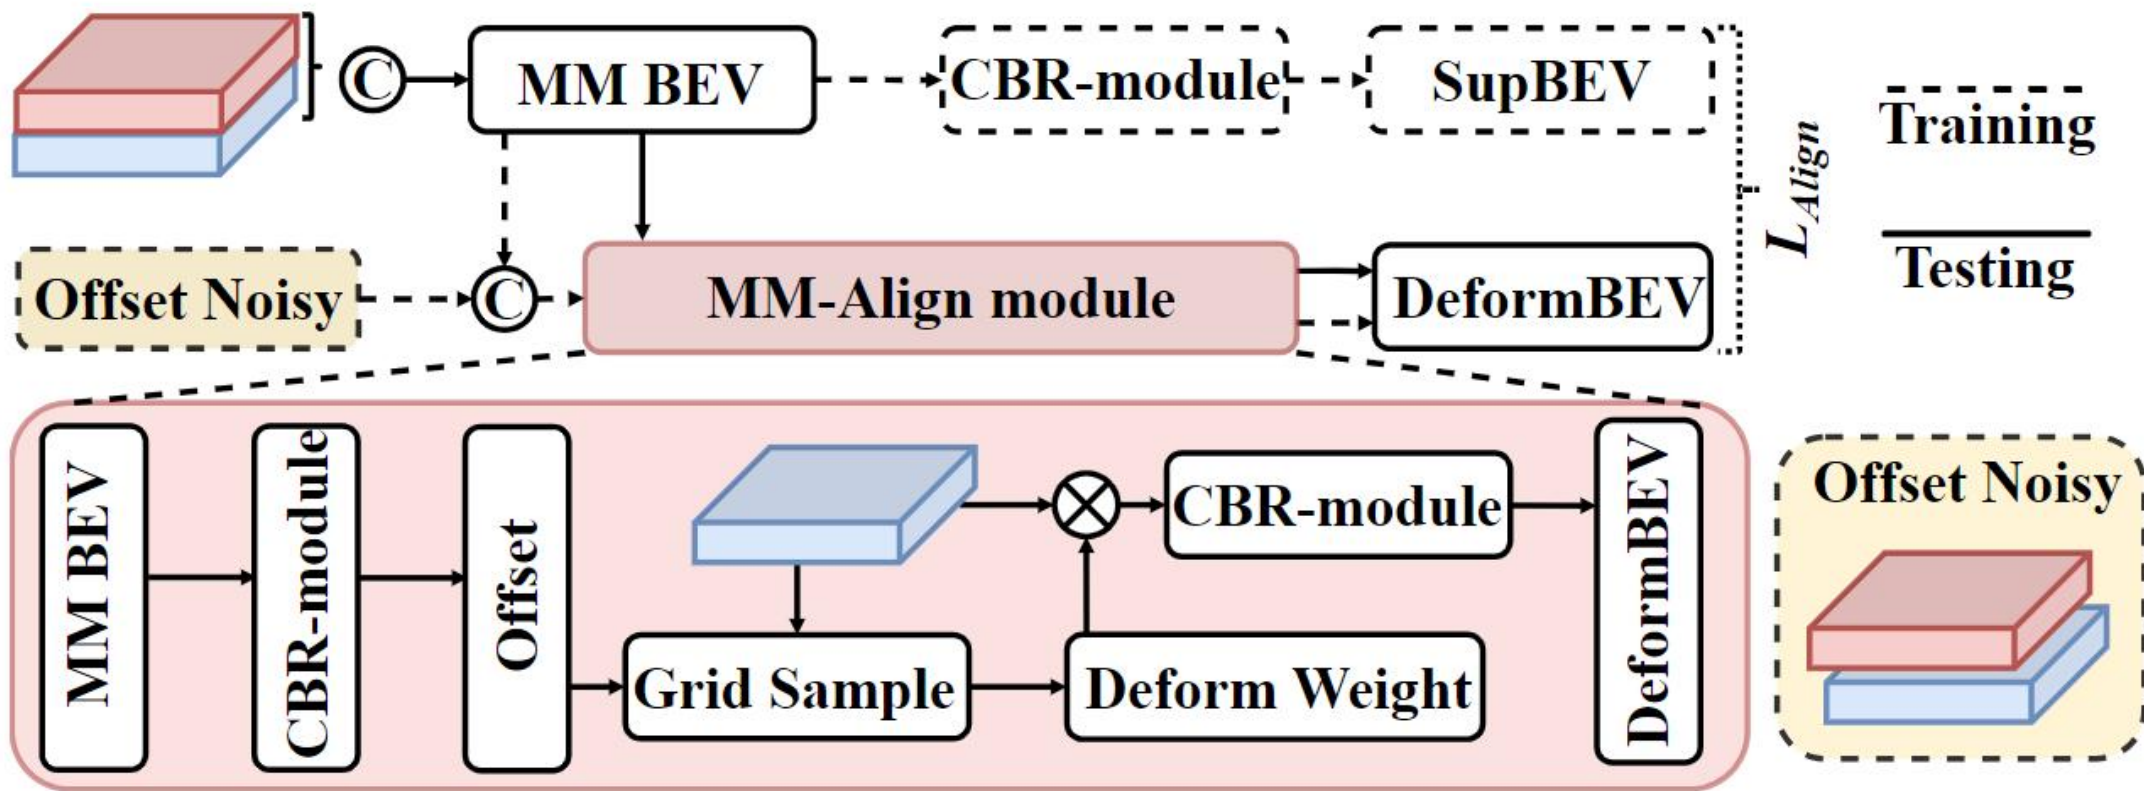 C
MM BEV
CBR-module
SupBEV
Training
L_Align
Testing
Offset Noisy
C
MM-Align module
DeformBEV
MM BEV
CBR-module
Offset
CBR-module
DeformBEV
Grid Sample
Deform Weight
Offset Noisy